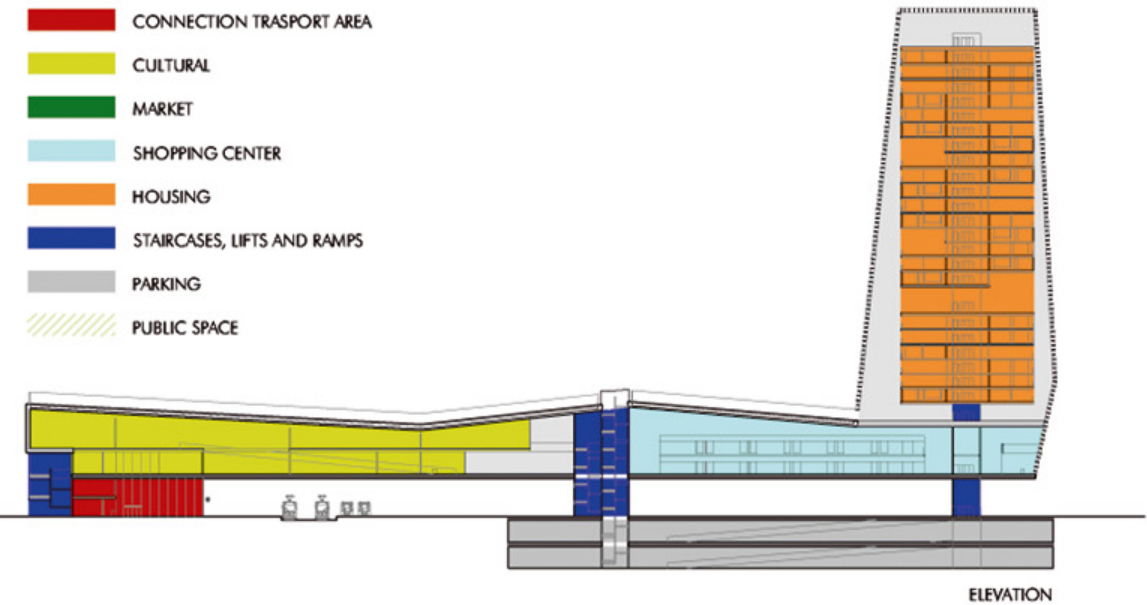 CONNECTION TRASPORT AREA
CULTURAL
MARKET
SHOPPING CENTER
HOUSING
STAIRCASES, LIFTS AND RAMPS
PARKING
PUBLIC SPACE
ELEVATION